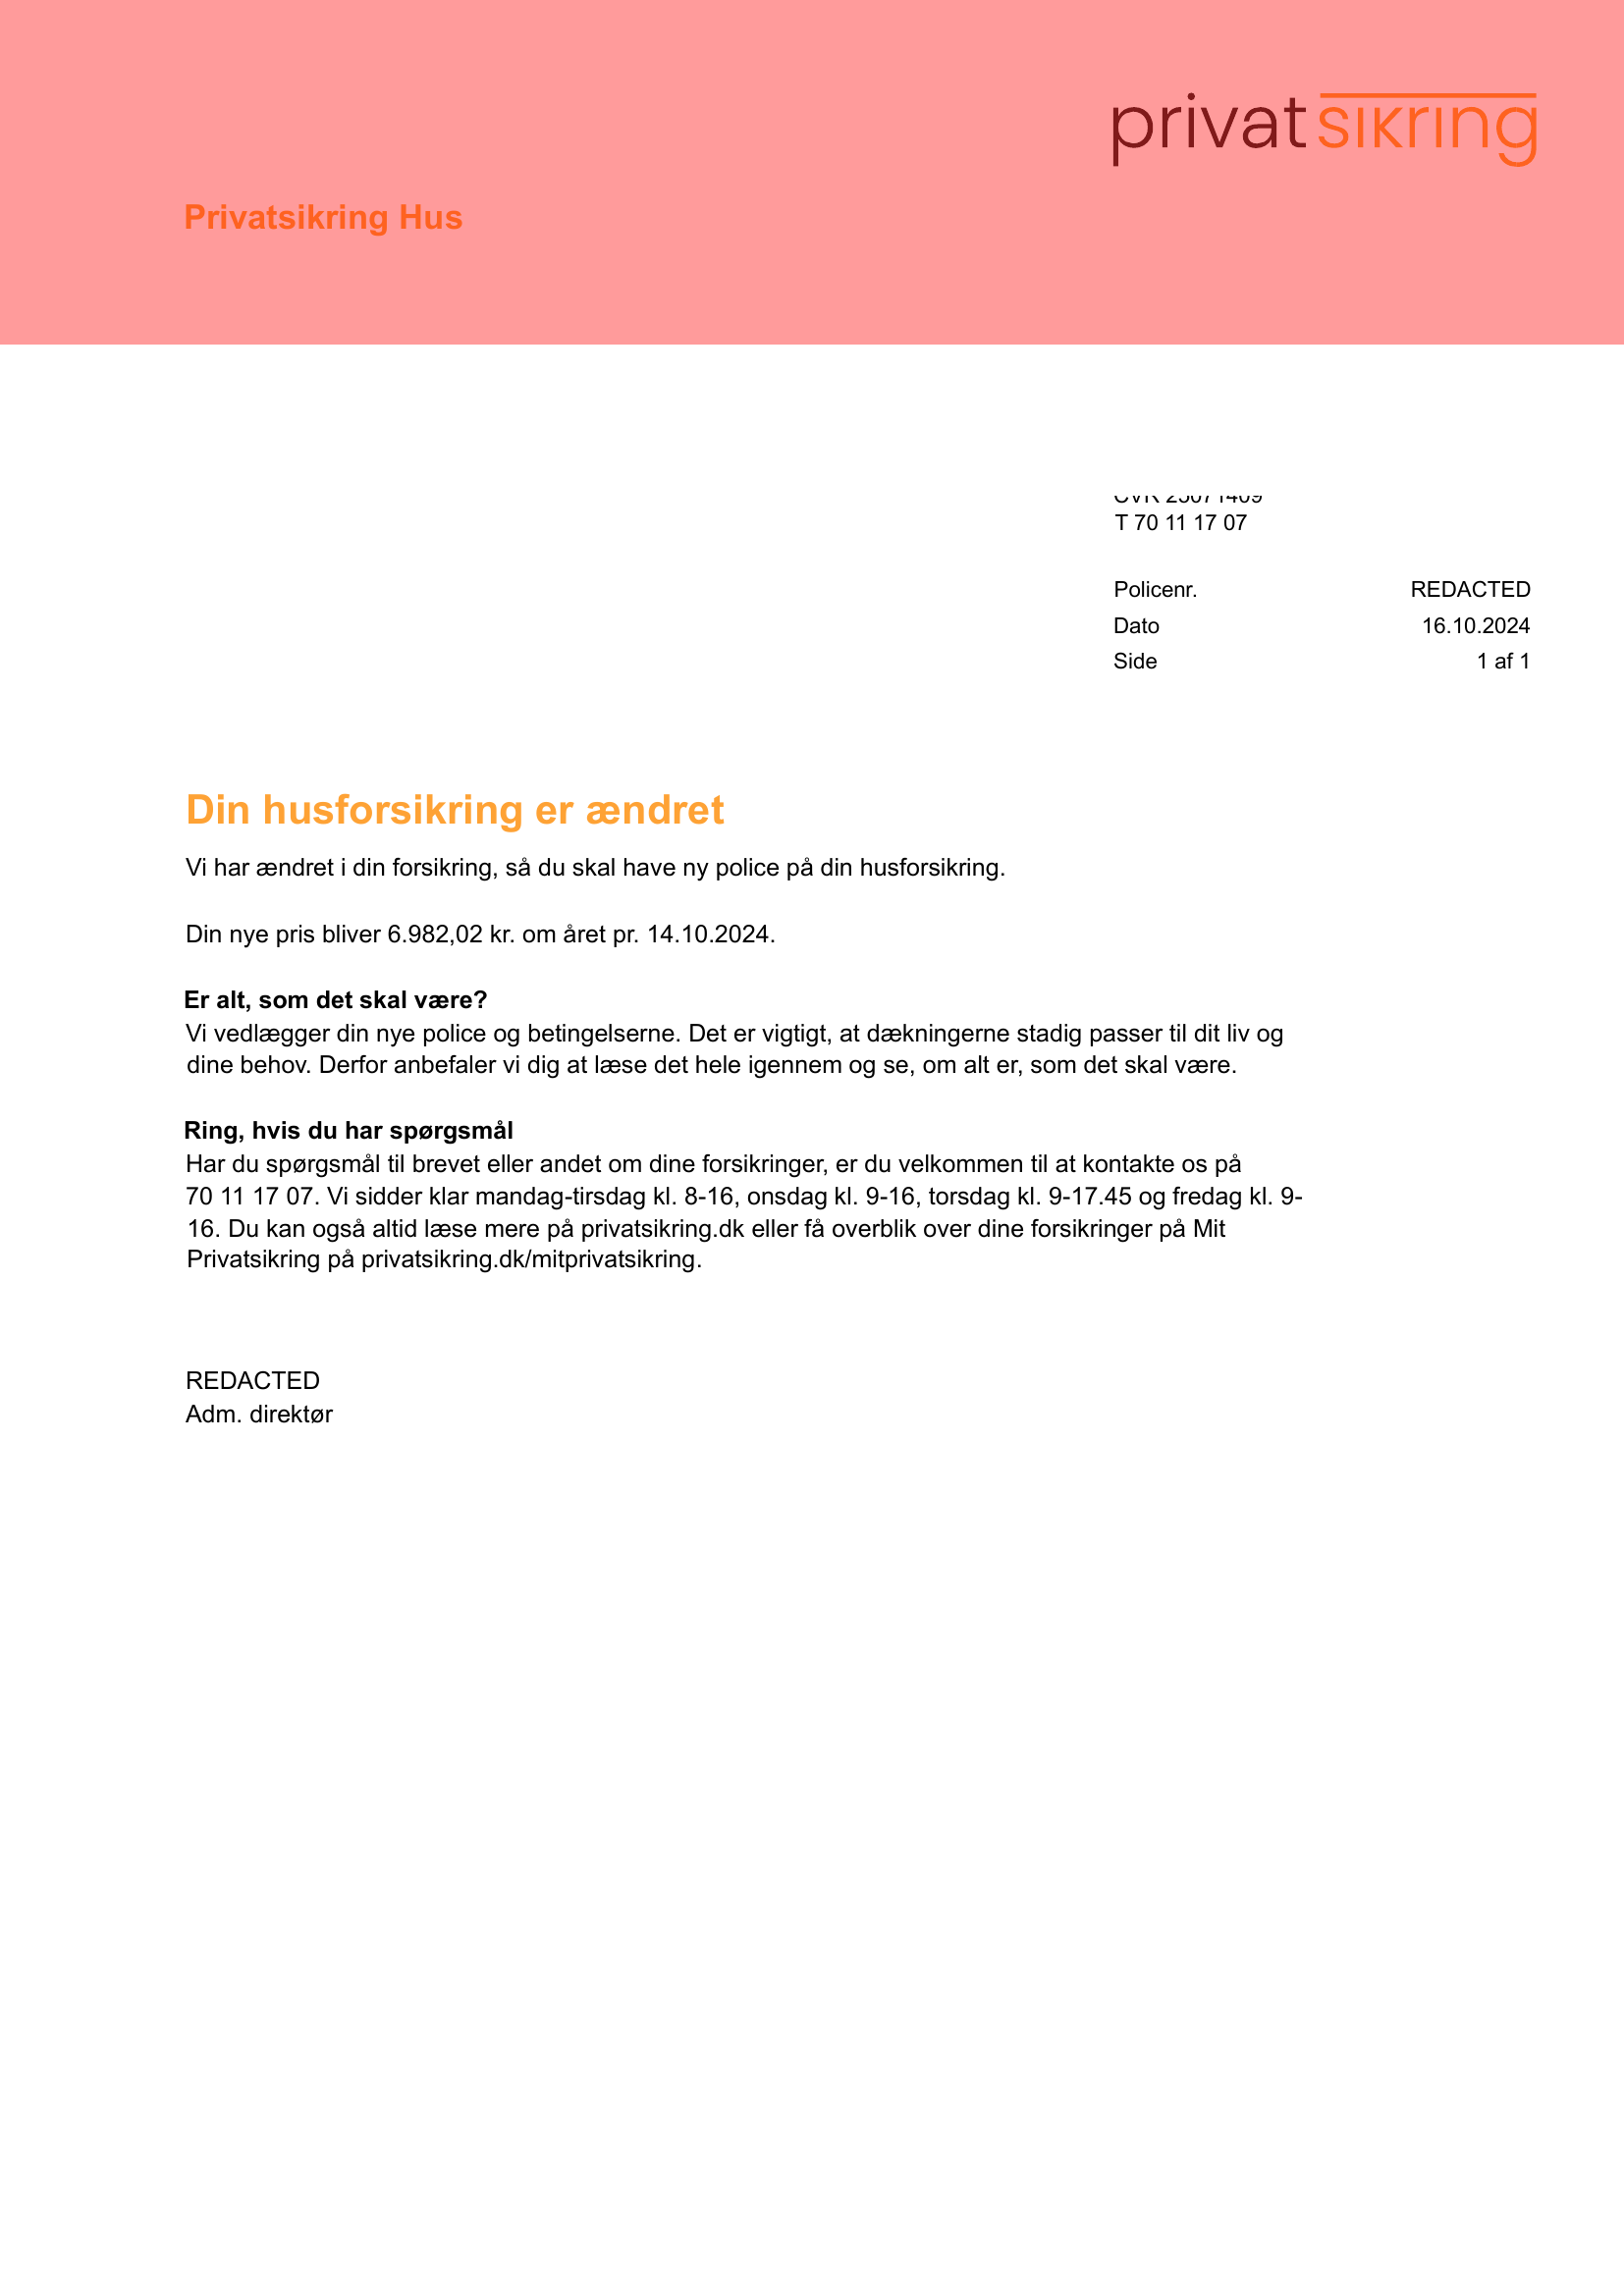 privatsikring
Privatsikring Hus
T 70 11 17 07
Policenr. REDACTED
Dato 16.10.2024
Side 1 af 1
Din husforsikring er ændret
Vi har ændret i din forsikring, så du skal have ny police på din husforsikring.
Din nye pris bliver 6.982,02 kr. om året pr. 14.10.2024.
Er alt, som det skal være?
Vi vedlægger din nye police og betingelserne. Det er vigtigt, at dækningerne stadig passer til dit liv og
dine behov. Derfor anbefaler vi dig at læse det hele igennem og se, om alt er, som det skal være.
Ring, hvis du har spørgsmål
Har du spørgsmål til brevet eller andet om dine forsikringer, er du velkommen til at kontakte os på
70 11 17 07. Vi sidder klar mandag-tirsdag kl. 8-16, onsdag kl. 9-16, torsdag kl. 9-17.45 og fredag kl. 9-
16. Du kan også altid læse mere på privatsikring.dk eller få overblik over dine forsikringer på Mit
Privatsikring på privatsikring.dk/mitprivatsikring.
REDACTED
Adm. direktør